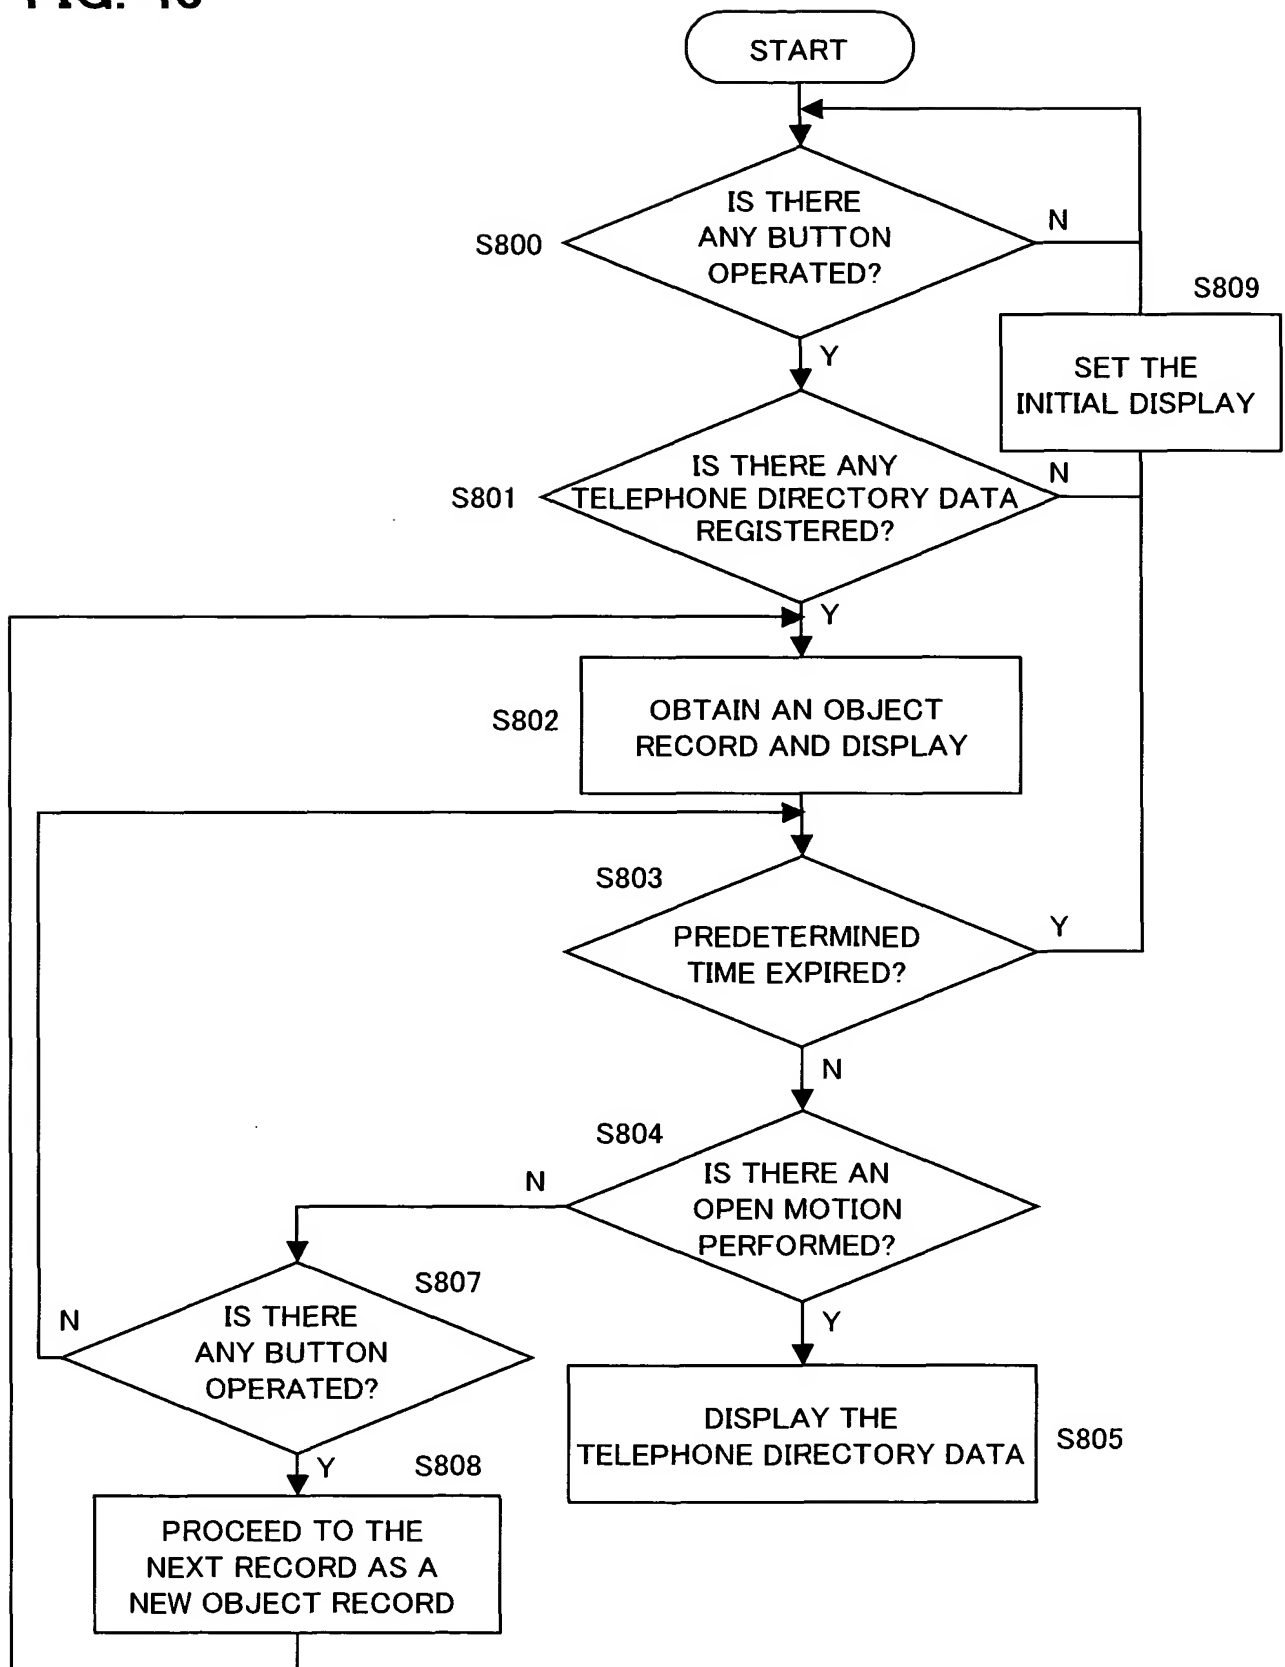 START
IS THERE
ANY BUTTON
OPERATED?
S800
N
Y
S809
SET THE
INITIAL DISPLAY
IS THERE ANY
TELEPHONE DIRECTORY DATA
REGISTERED?
S801
N
Y
S802
OBTAIN AN OBJECT
RECORD AND DISPLAY
S803
PREDETERMINED
TIME EXPIRED?
Y
N
S804
IS THERE AN
OPEN MOTION
PERFORMED?
N
Y
S807
IS THERE
ANY BUTTON
OPERATED?
N
Y
DISPLAY THE
TELEPHONE DIRECTORY DATA
S805
S808
PROCEED TO THE
NEXT RECORD AS A
NEW OBJECT RECORD